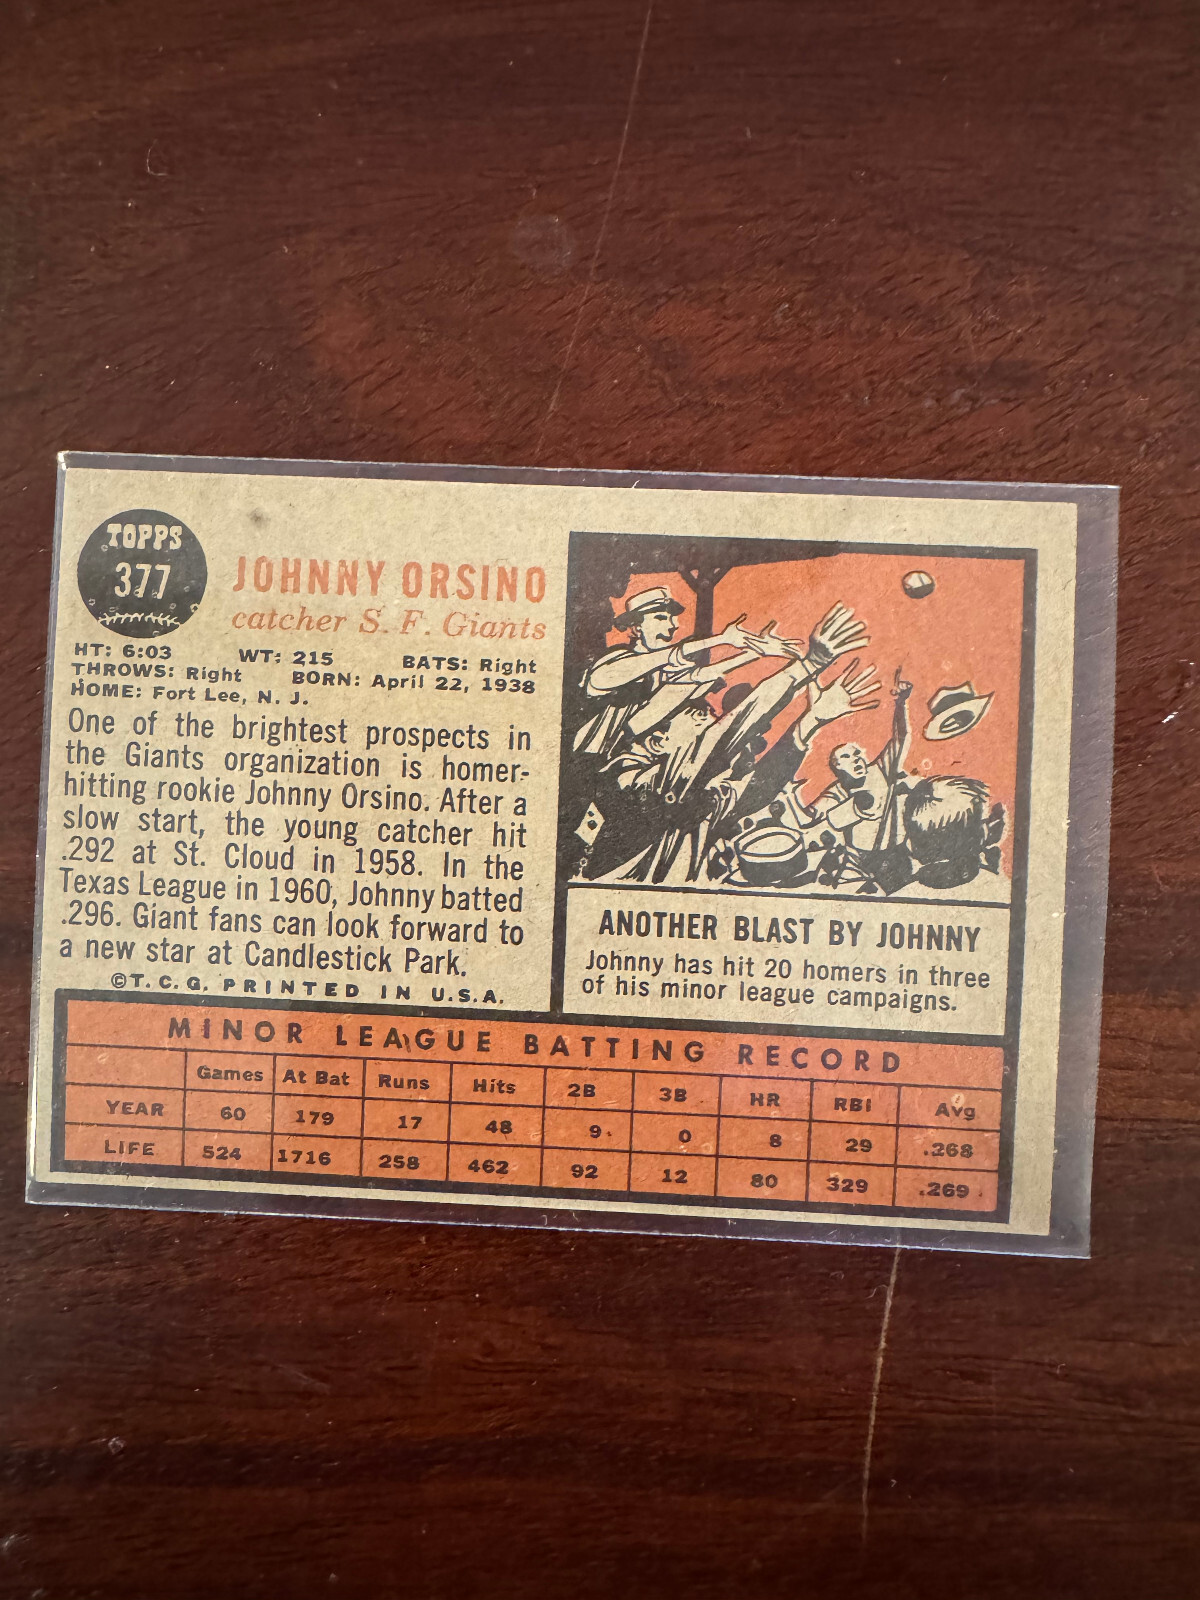 TOPPS
377
JOHNNY ORSINO
catcher S. F. Giants
HT: 6:03 WT: 215 BATS: Right
THROWS: Right BORN: April 22, 1938
HOME: Fort Lee, N. J.
One of the brightest prospects in
the Giants organization is homer-
hitting rookie Johnny Orsino. After a
slow start, the young catcher hit
.292 at St. Cloud in 1958. In the
Texas League in 1960, Johnny batted
.296. Giant fans can look forward to
a new star at Candlestick Park.
©T. C. G. PRINTED IN U.S.A.
ANOTHER BLAST BY JOHNNY
Johnny has hit 20 homers in three
of his minor league campaigns.
MINOR LEAGUE BATTING RECORD
Games At Bat Runs Hits 2B 3B HR RBI Avg
YEAR 60 179 17 48 9 0 8 29 .268
LIFE 524 1716 258 462 92 12 80 329 .269